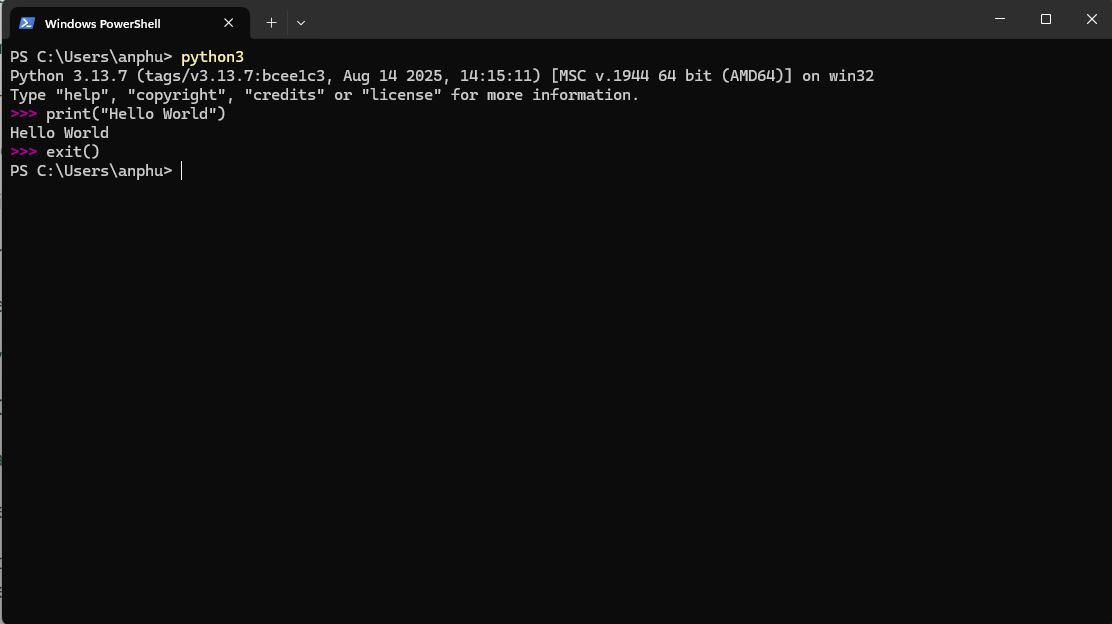 Windows PowerShell
PS C:\Users\anphu> python3
Python 3.13.7 (tags/v3.13.7:bcee1c3, Aug 14 2025, 14:15:11) [MSC v.1944 64 bit (AMD64)] on win32
Type "help", "copyright", "credits" or "license" for more information.
>>> print("Hello World")
Hello World
>>> exit()
PS C:\Users\anphu>